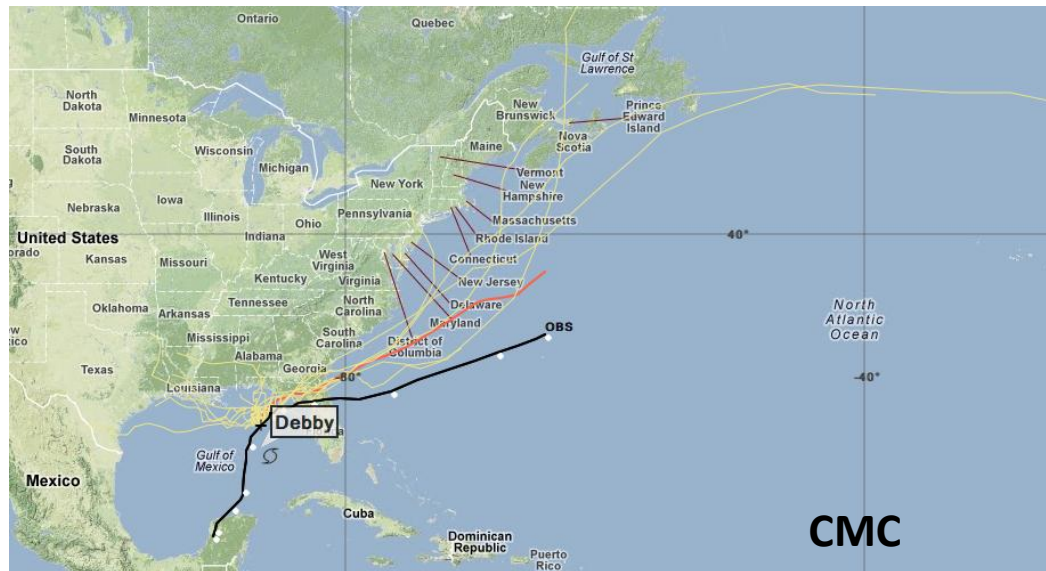 Ontario
Quebec
Gulf of St
Lawrence
North
Dakota
Minnesota
New
Brunswick
Prince
Edward
Island
Nova
Scotia
Maine
South
Dakota
Wisconsin
Michigan
Vermont
New
Hampshire
New York
Nebraska
Iowa
Illinois
Indiana
Ohio
Pennsylvania
Massachusetts
Rhode Island
Connecticut
United States
Kansas
Missouri
West
Virginia
Kentucky
Virginia
New Jersey
Delaware
Maryland
District of
Columbia
40°
Oklahoma
Arkansas
Tennessee
North
Carolina
South
Carolina
Mississippi
Alabama
Georgia
Texas
Louisiana
-80°
-40°
OBS
North
Atlantic
Ocean
Debby
Gulf of
Mexico
Mexico
Cuba
Dominican
Republic
Puerto
Rico
CMC